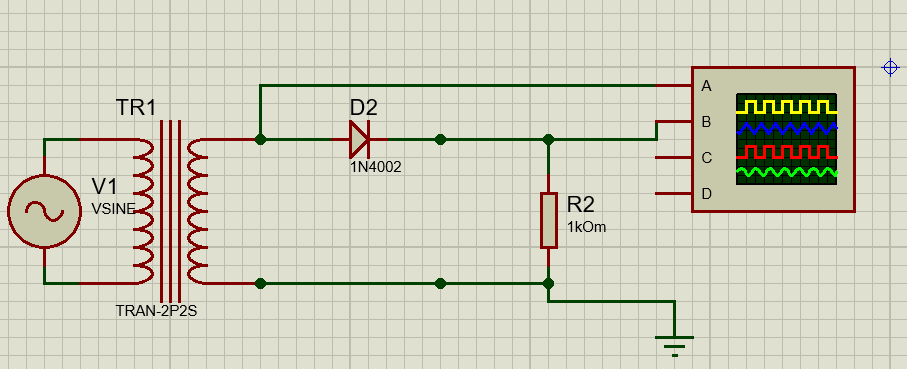 TR1
V1
VSINE
TRAN-2P2S
D2
1N4002
R2
1kOm
A
B
C
D